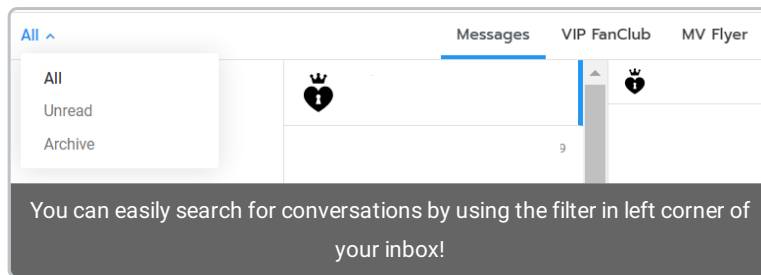 All
Messages
VIP FanClub
MV Flyer
All
Unread
Archive
9
You can easily search for conversations by using the filter in left corner of
your inbox!